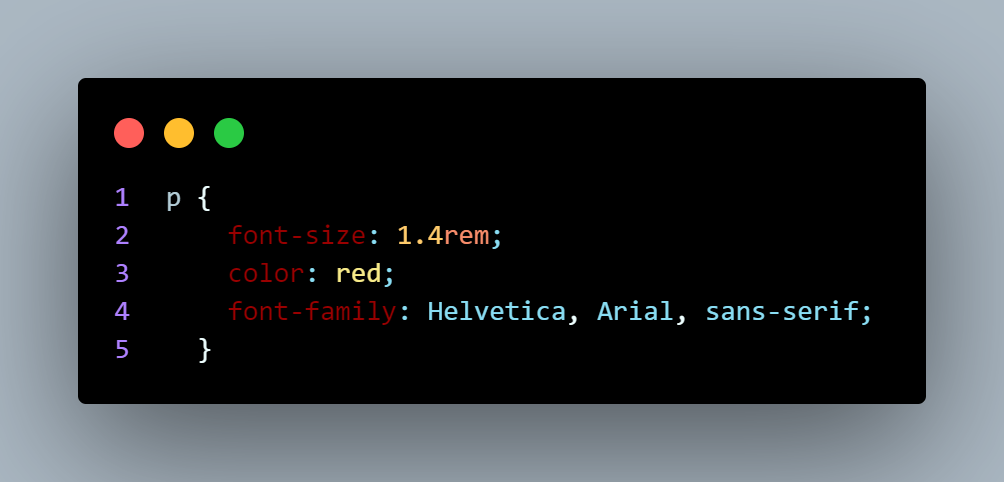 1 p {
2     font-size: 1.4rem;
3     color: red;
4     font-family: Helvetica, Arial, sans-serif;
5   }